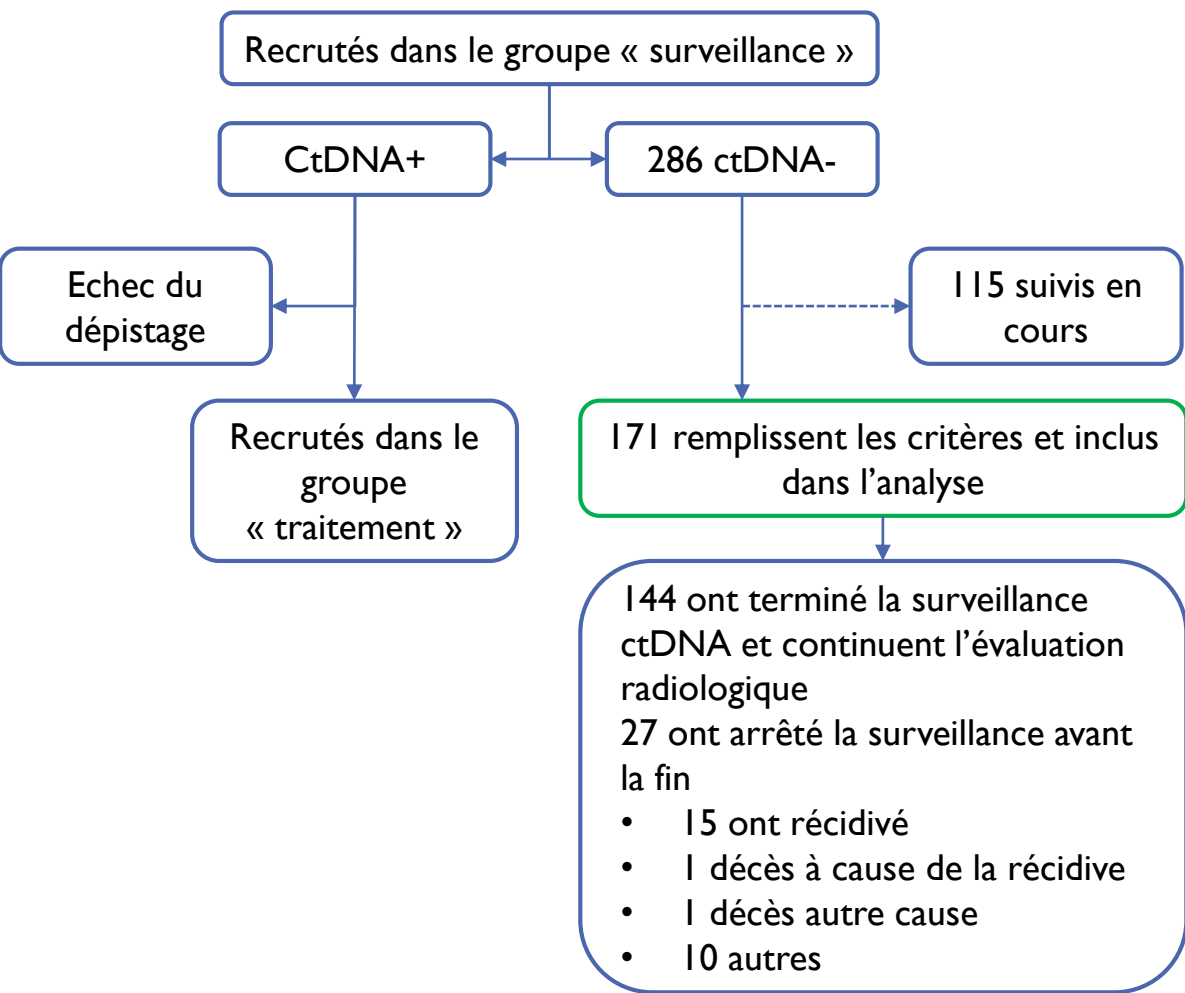 Recrutés dans le groupe « surveillance »
CtDNA+
286 ctDNA-
Echec du
dépistage
115 suivis en
cours
Recrutés dans le
groupe
« traitement »
171 remplissent les critères et inclus
dans l’analyse
144 ont terminé la surveillance
ctDNA et continuent l’évaluation
radiologique
27 ont arrêté la surveillance avant
la fin
• 15 ont récidivé
• 1 décès à cause de la récidive
• 1 décès autre cause
• 10 autres